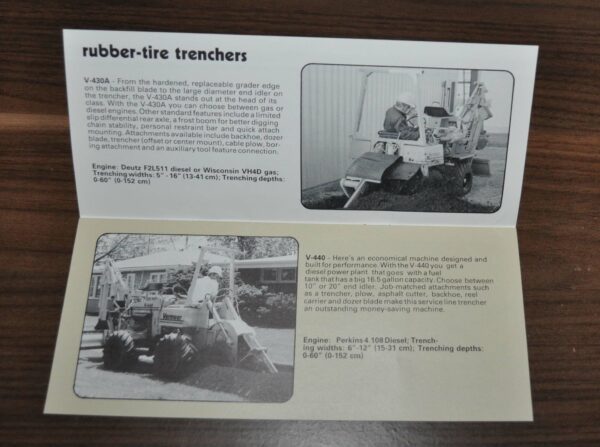 rubber-tire trenchers
V-430A - From the hardened, replaceable grader edge
on the backfill blade to the large diameter end idler on
the trencher, the V-430A stands out at the head of its
class. With the V-430A you can choose between gas or
diesel engines. Other standard features include a limited
slip differential rear axle, a frost boom for better digging
chain stability, personal restraint bar and quick attach
mounting. Attachments available include backhoe, dozer
blade, trencher (offset or center mount), cable plow, bor-
ing attachment and an auxiliary tool feature connection.
Engine: Deutz F2L511 diesel or Wisconsin VH4D gas;
Trenching widths: 5" - 16" (13-41 cm); Trenching depths:
0-60" (0-152 cm)
V-440 - Here's an economical machine designed and
built for performance. With the V-440 you get a
diesel power plant that goes with a fuel
tank that has a big 16.5 gallon capacity. Choose between
10" or 20" end idler. Job-matched attachments such
as a trencher, plow, asphalt cutter, backhoe, reel
carrier and dozer blade make this service line trencher
an outstanding money-saving machine.
Engine: Perkins 4.108 Diesel; Trench-
ing widths: 6"-12" (15-31 cm); Trenching depths:
0-60" (0-152 cm)
Vermeer